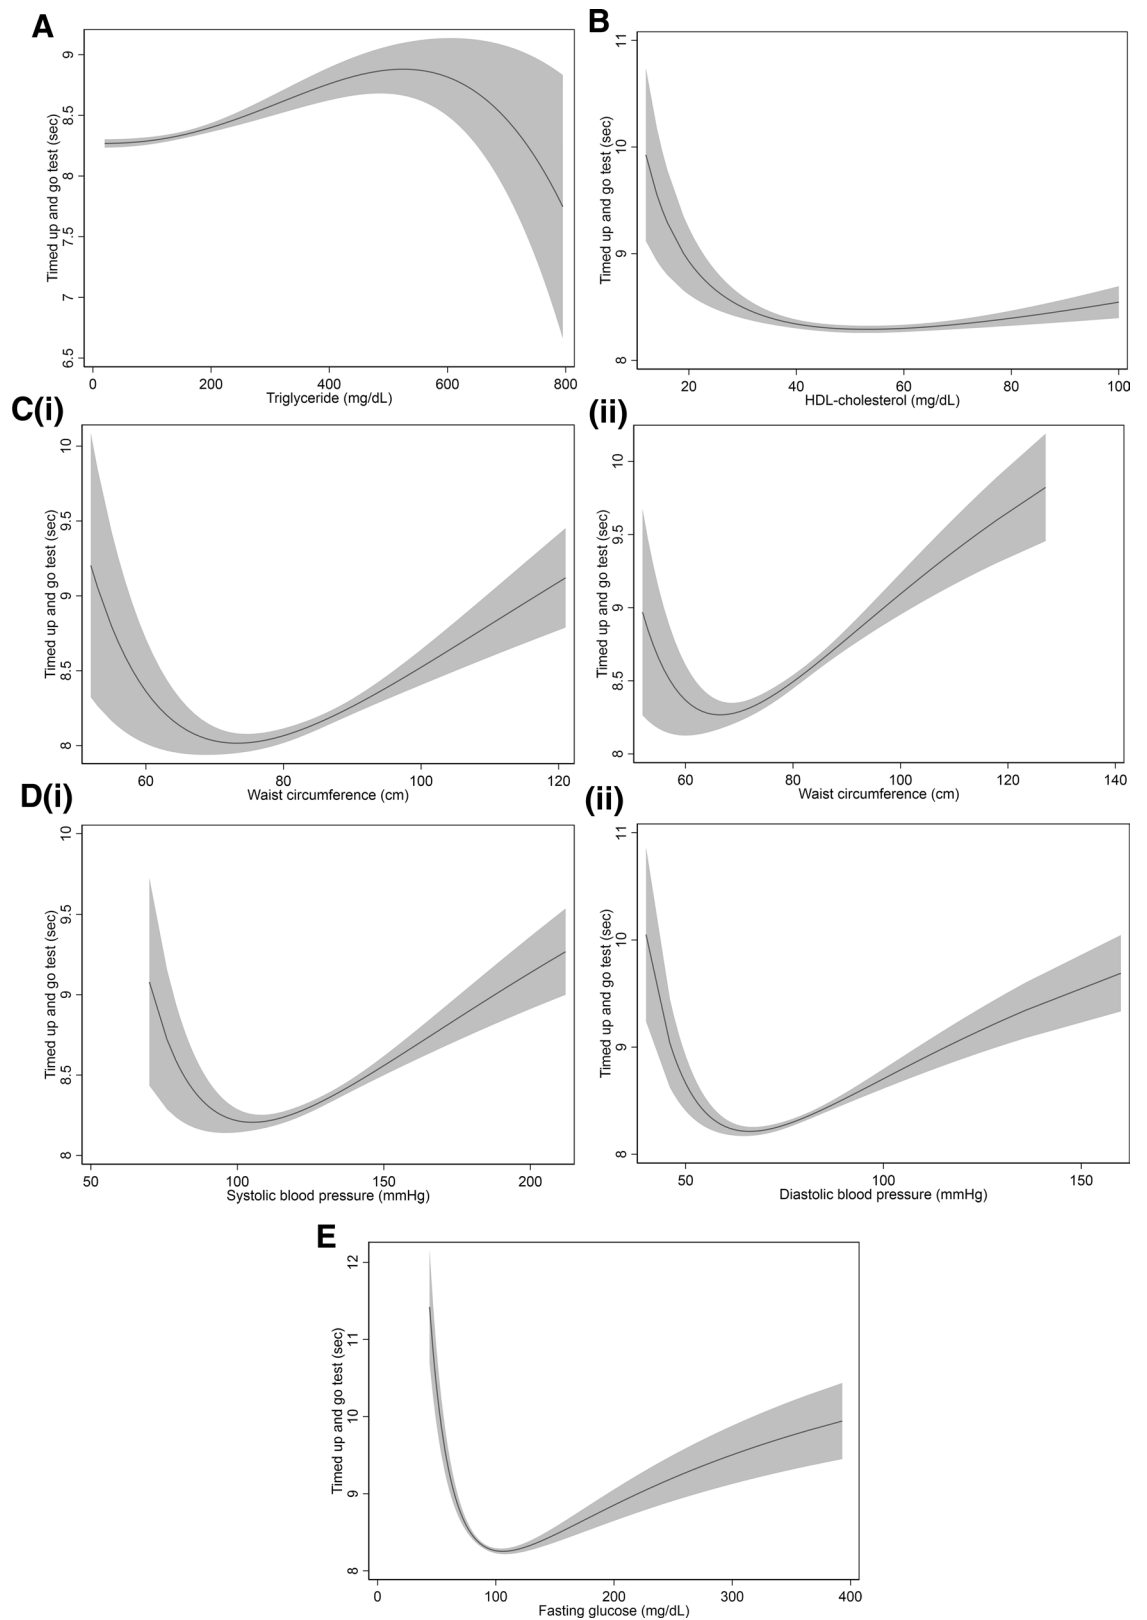 A
Timed up and go test (sec)
9
8.5
8
7.5
7
6.5
0 200 400 600 800
Triglyceride (mg/dL)
B
Timed up and go test (sec)
11
10
9
8
20 40 60 80 100
HDL-cholesterol (mg/dL)
C(i)
Timed up and go test (sec)
10
9.5
9
8.5
8
60 80 100 120
Waist circumference (cm)
(ii)
Timed up and go test (sec)
10
9.5
9
8.5
8
60 80 100 120 140
Waist circumference (cm)
D(i)
Timed up and go test (sec)
10
9.5
9
8.5
8
50 100 150 200
Systolic blood pressure (mmHg)
(ii)
Timed up and go test (sec)
11
10
9
8
50 100 150
Diastolic blood pressure (mmHg)
E
Timed up and go test (sec)
12
11
10
9
8
0 100 200 300 400
Fasting glucose (mg/dL)